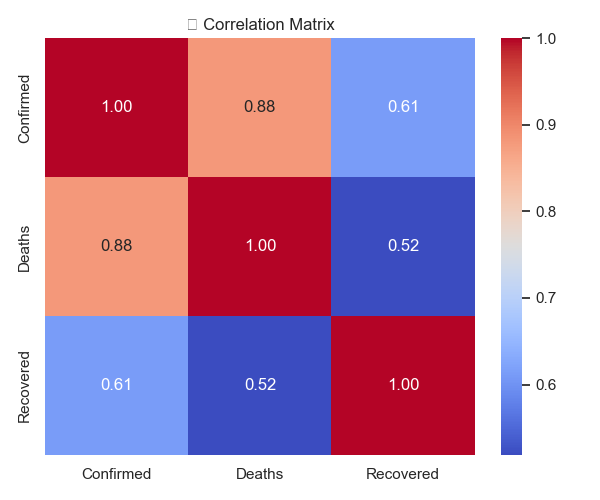 Correlation Matrix
Confirmed
1.00
0.88
0.61
Deaths
0.88
1.00
0.52
Recovered
0.61
0.52
1.00
Confirmed
Deaths
Recovered
1.0
0.9
0.8
0.7
0.6